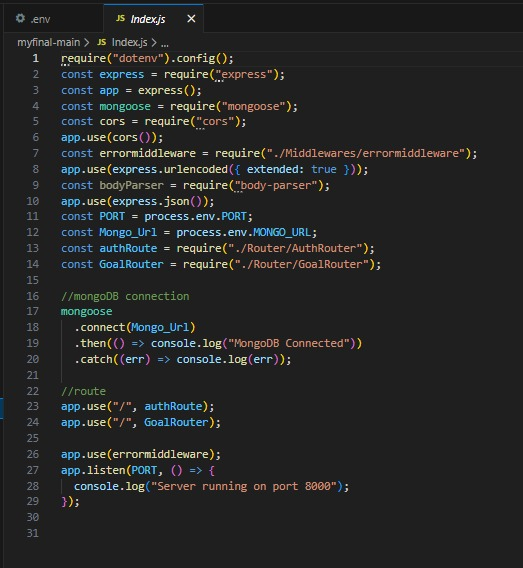 .env
JS Index.js ×
myfinal-main > JS Index.js > ...
1 require("dotenv").config();
2 const express = require("express");
3 const app = express();
4 const mongoose = require("mongoose");
5 const cors = require("cors");
6 app.use(cors());
7 const errormiddleware = require("./Middlewares/errormiddleware");
8 app.use(express.urlencoded({ extended: true }));
9 const bodyParser = require("body-parser");
10 app.use(express.json());
11 const PORT = process.env.PORT;
12 const Mongo_Url = process.env.MONGO_URL;
13 const authRoute = require("./Router/AuthRouter");
14 const GoalRouter = require("./Router/GoalRouter");
15
16 //mongoDB connection
17 mongoose
18   .connect(Mongo_Url)
19   .then(() => console.log("MongoDB Connected"))
20   .catch((err) => console.log(err));
21
22 //route
23 app.use("/", authRoute);
24 app.use("/", GoalRouter);
25
26 app.use(errormiddleware);
27 app.listen(PORT, () => {
28   console.log("Server running on port 8000");
29 });
30
31